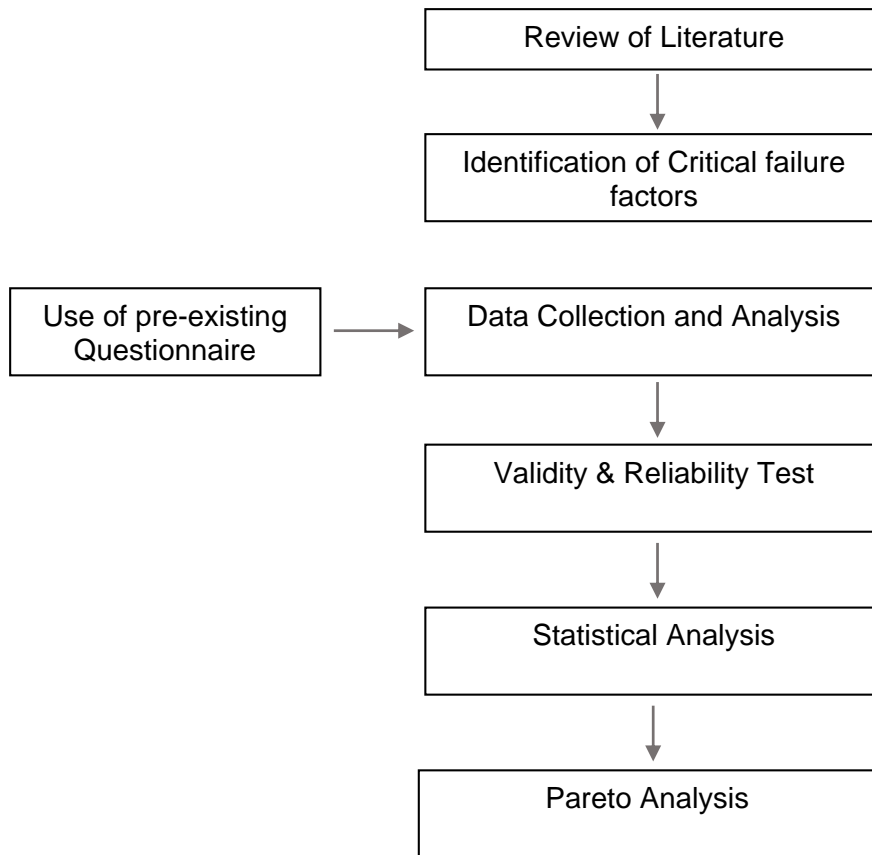 Review of Literature
Identification of Critical failure
factors
Use of pre-existing
Questionnaire
Data Collection and Analysis
Validity & Reliability Test
Statistical Analysis
Pareto Analysis